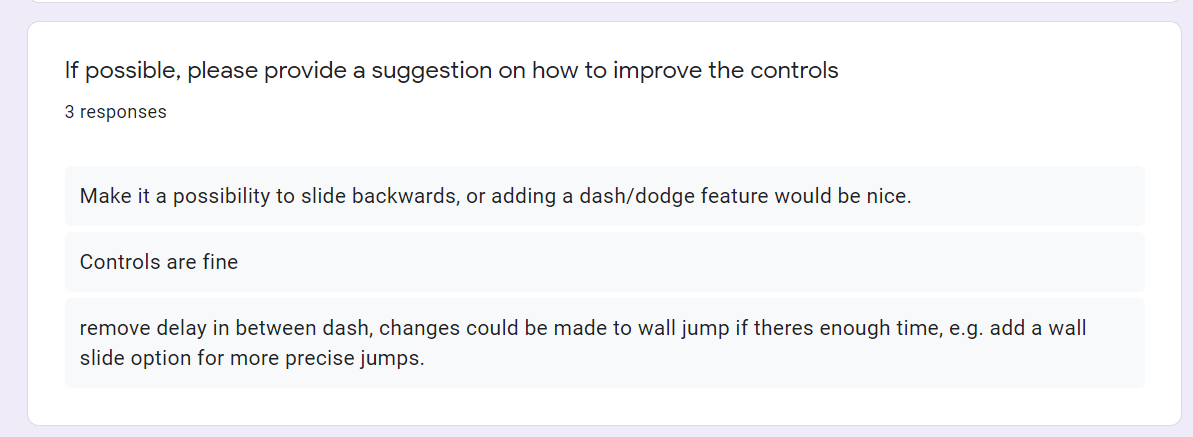 If possible, please provide a suggestion on how to improve the controls
3 responses
Make it a possibility to slide backwards, or adding a dash/dodge feature would be nice.
Controls are fine
remove delay in between dash, changes could be made to wall jump if theres enough time, e.g. add a wall
slide option for more precise jumps.